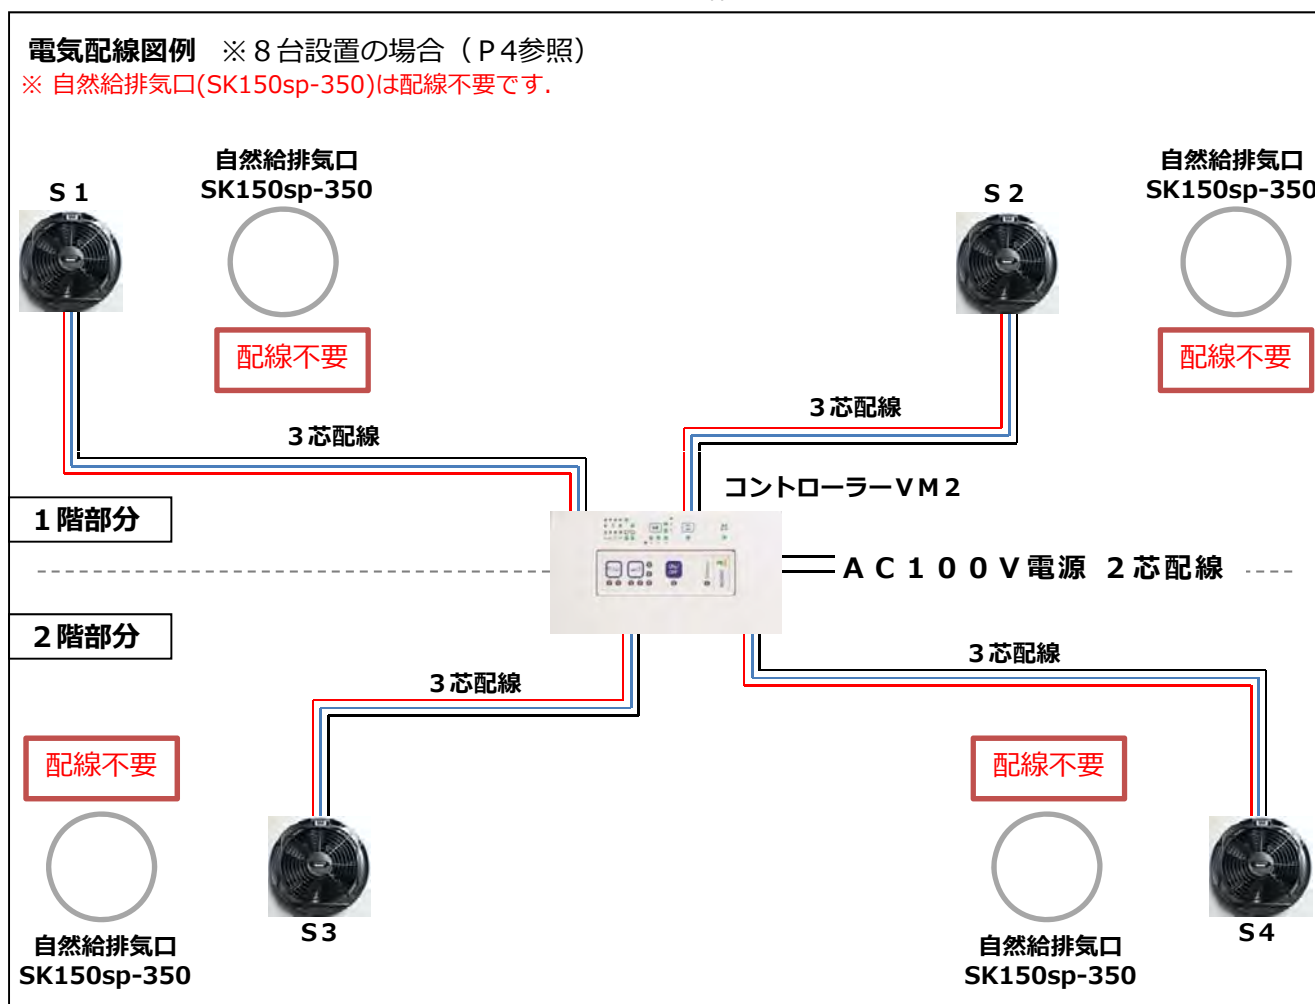 電気配線図例 ※８台設置の場合（Ｐ4参照）
※ 自然給排気口(SK150sp-350)は配線不要です.
自然給排気口
SK150sp-350
Ｓ１
自然給排気口
SK150sp-350
Ｓ２
配線不要
配線不要
３芯配線
３芯配線
コントローラーＶＭ２
１階部分
ＡＣ１００Ｖ電源 ２芯配線
２階部分
３芯配線
３芯配線
配線不要
配線不要
Ｓ３
Ｓ４
自然給排気口
SK150sp-350
自然給排気口
SK150sp-350